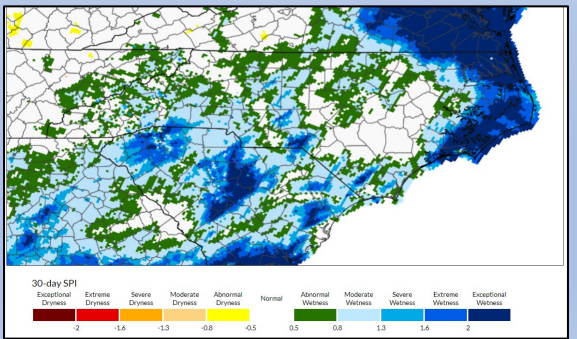 30-day SPI
Exceptional Extreme Severe Moderate Abnormal Normal Abnormal Moderate Severe Extreme Exceptional
Dryness Dryness Dryness Dryness Dryness Wetness Wetness Wetness Wetness Wetness
-2 -1.6 -1.3 -0.8 -0.5 0.5 0.8 1.3 1.6 2